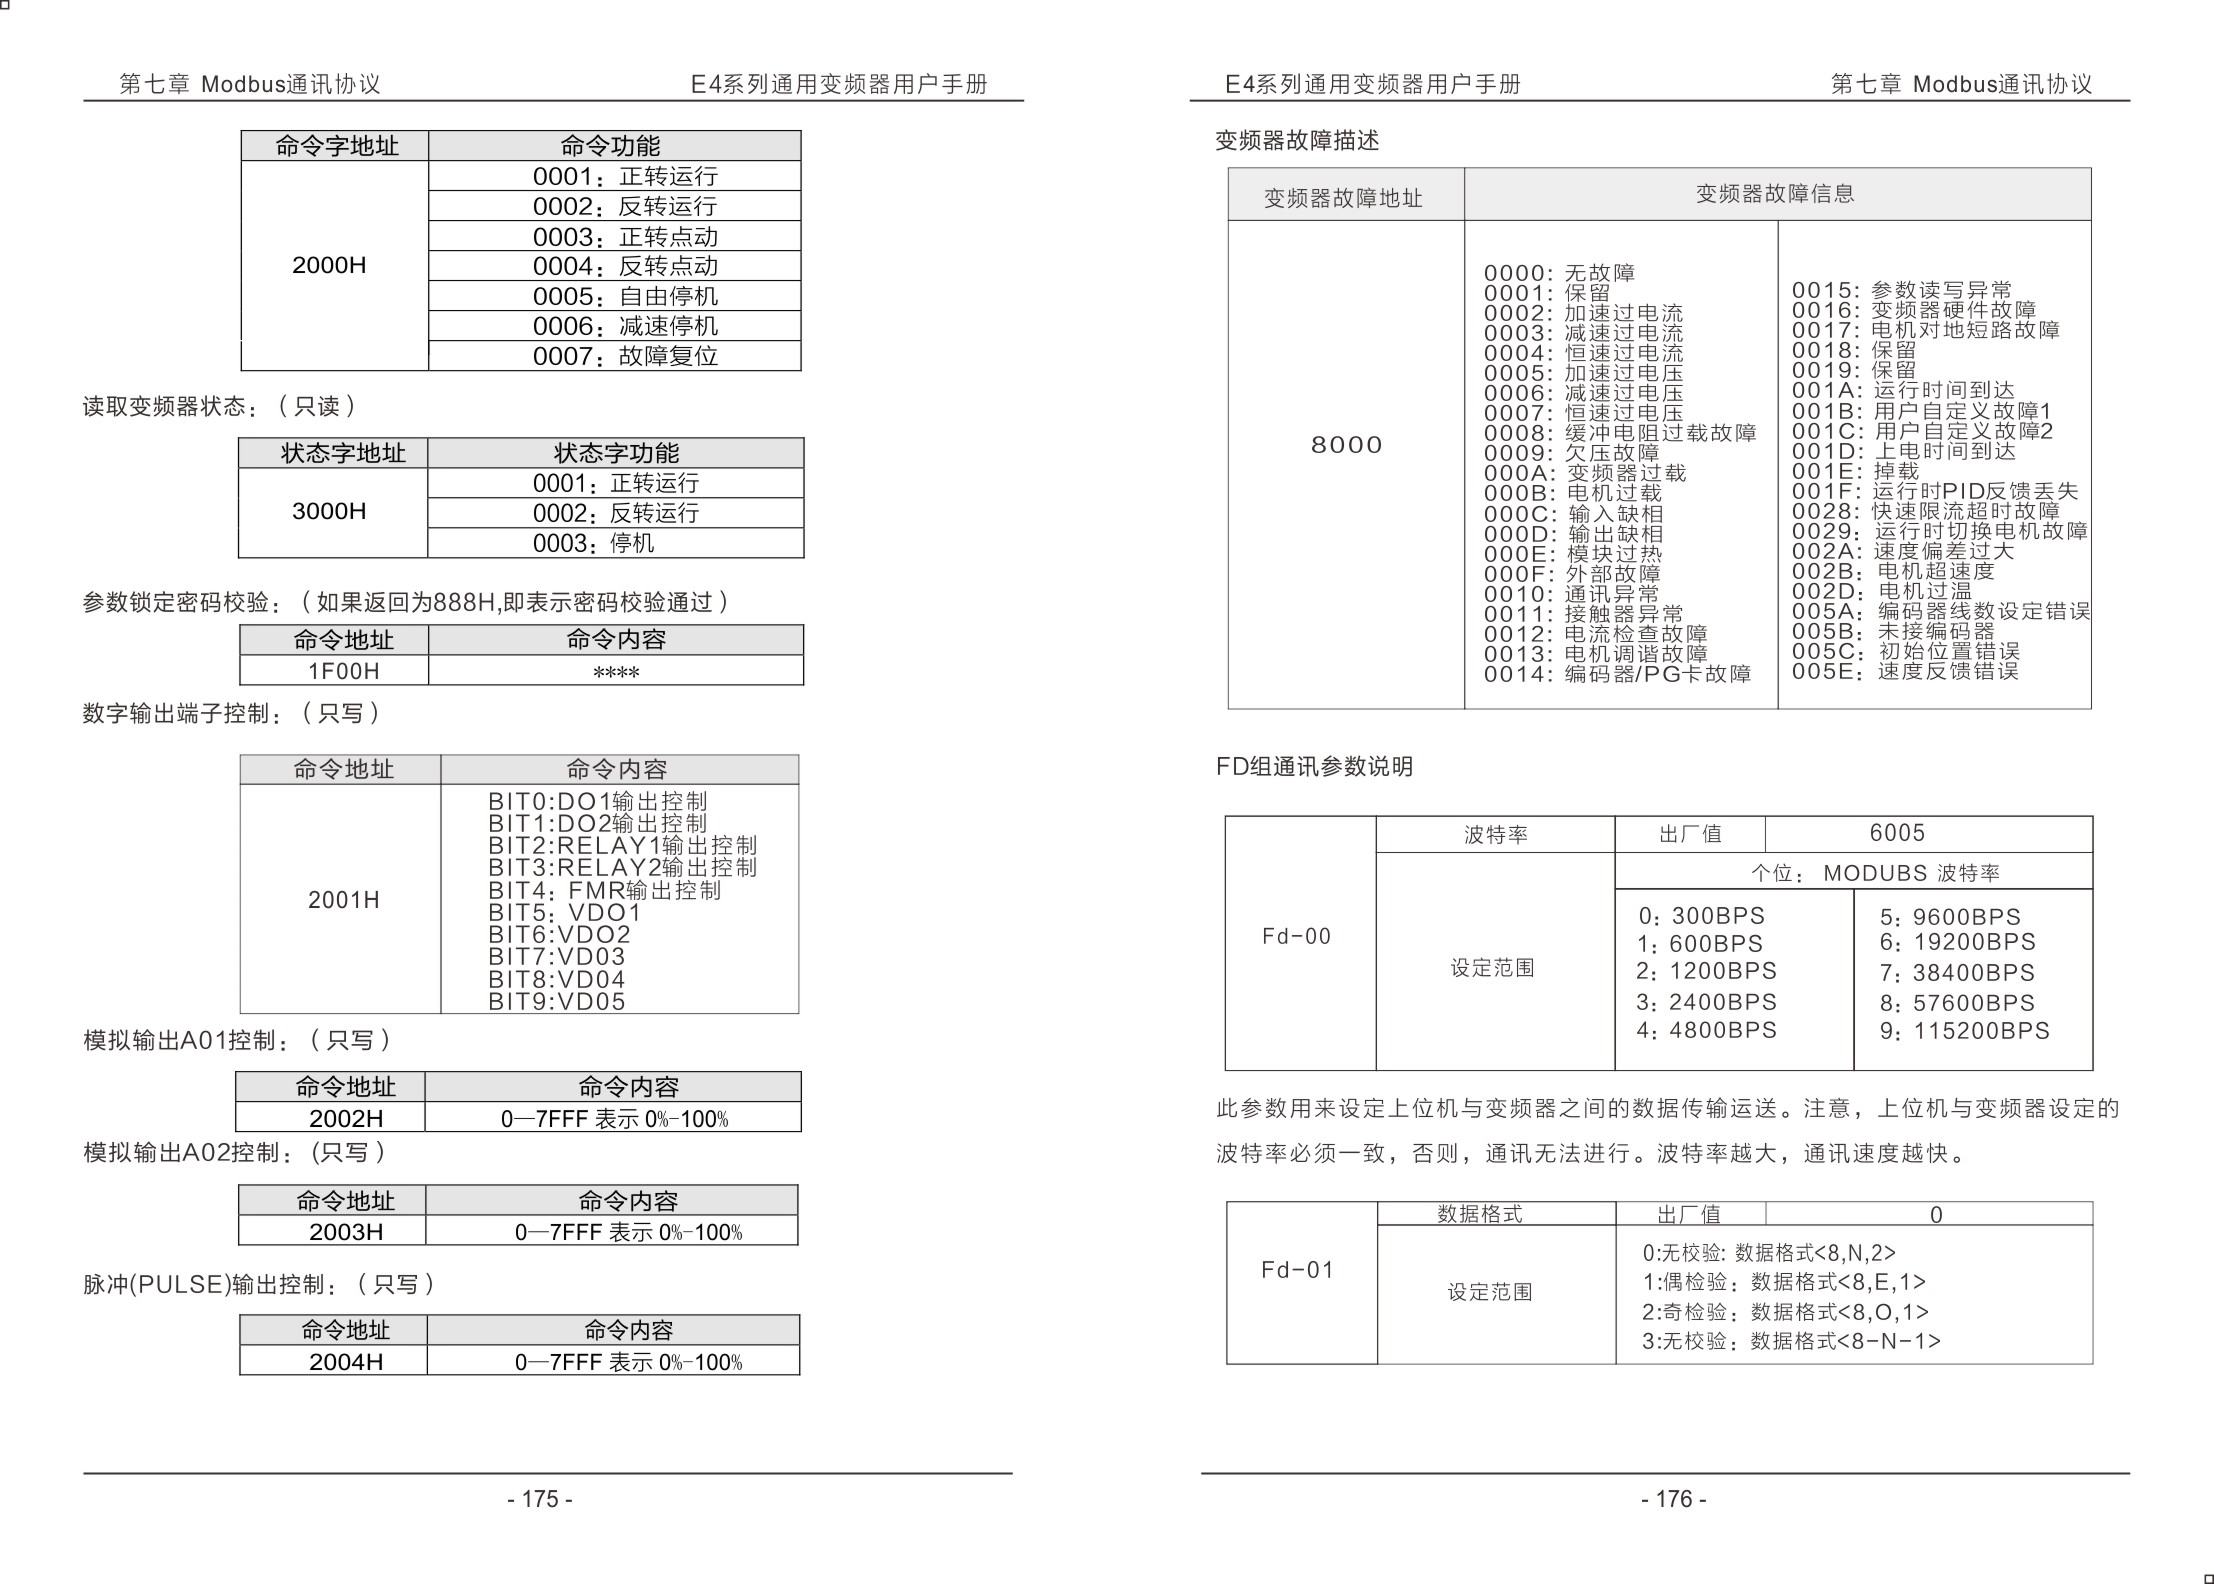 第七章 Modbus通讯协议 E4系列通用变频器用户手册
命令字地址 命令功能
2000H
0001：正转运行
0002：反转运行
0003：正转点动
0004：反转点动
0005：自由停机
0006：减速停机
0007：故障复位
读取变频器状态：（只读）
状态字地址 状态字功能
3000H
0001：正转运行
0002：反转运行
0003：停机
参数锁定密码校验：（如果返回为888H,即表示密码校验通过）
命令地址 命令内容
1F00H ****
数字输出端子控制：（只写）
命令地址 命令内容
2001H
BIT0:DO1输出控制
BIT1:DO2输出控制
BIT2:RELAY1输出控制
BIT3:RELAY2输出控制
BIT4：FMR输出控制
BIT5：VDO1
BIT6:VDO2
BIT7:VD03
BIT8:VD04
BIT9:VD05
模拟输出A01控制：（只写）
命令地址 命令内容
2002H 0—7FFF 表示 0%-100%
模拟输出A02控制：(只写）
命令地址 命令内容
2003H 0—7FFF 表示 0%-100%
脉冲(PULSE)输出控制：（只写）
命令地址 命令内容
2004H 0—7FFF 表示 0%-100%
- 175 -
E4系列通用变频器用户手册 第七章 Modbus通讯协议
变频器故障描述
变频器故障地址 变频器故障信息
8000
0000: 无故障
0001: 保留
0002: 加速过电流
0003: 减速过电流
0004: 恒速过电流
0005: 加速过电压
0006: 减速过电压
0007: 恒速过电压
0008: 缓冲电阻过载故障
0009: 欠压故障
000A: 变频器过载
000B: 电机过载
000C: 输入缺相
000D: 输出缺相
000E: 模块过热
000F: 外部故障
0010: 通讯异常
0011: 接触器异常
0012: 电流检查故障
0013: 电机调谐故障
0014: 编码器/PG卡故障
0015: 参数读写异常
0016: 变频器硬件故障
0017: 电机对地短路故障
0018: 保留
0019: 保留
001A: 运行时间到达
001B: 用户自定义故障1
001C: 用户自定义故障2
001D: 上电时间到达
001E: 掉载
001F: 运行时PID反馈丢失
0028: 快速限流超时故障
0029：运行时切换电机故障
002A: 速度偏差过大
002B：电机超速度
002D：电机过温
005A：编码器线数设定错误
005B：未接编码器
005C：初始位置错误
005E：速度反馈错误
FD组通讯参数说明
Fd-00
波特率 出厂值 6005
设定范围
个位： MODUBS 波特率
0：300BPS
1：600BPS
2：1200BPS
3：2400BPS
4：4800BPS
5：9600BPS
6：19200BPS
7：38400BPS
8：57600BPS
9：115200BPS
此参数用来设定上位机与变频器之间的数据传输运送。注意，上位机与变频器设定的
波特率必须一致，否则，通讯无法进行。波特率越大，通讯速度越快。
Fd-01
数据格式 出厂值 0
设定范围
0:无校验: 数据格式<8,N,2>
1:偶检验：数据格式<8,E,1>
2:奇检验：数据格式<8,O,1>
3:无校验：数据格式<8-N-1>
- 176 -